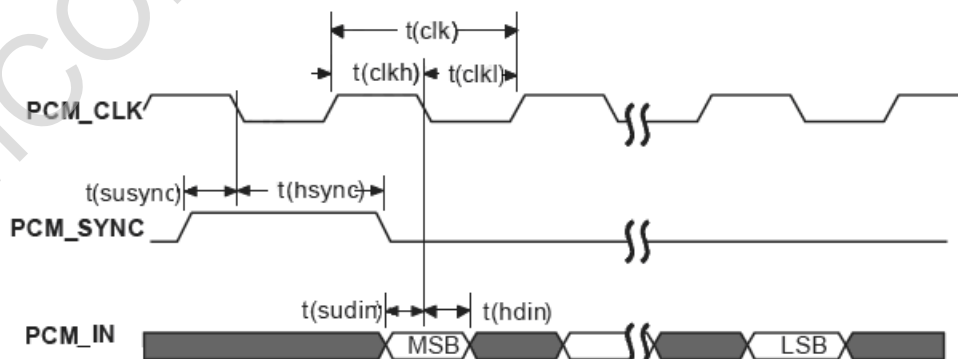 t(clk)
t(clkh) t(clkl)
PCM_CLK
t(susync) t(hsync)
PCM_SYNC
t(sudin) t(hdin)
PCM_IN MSB LSB